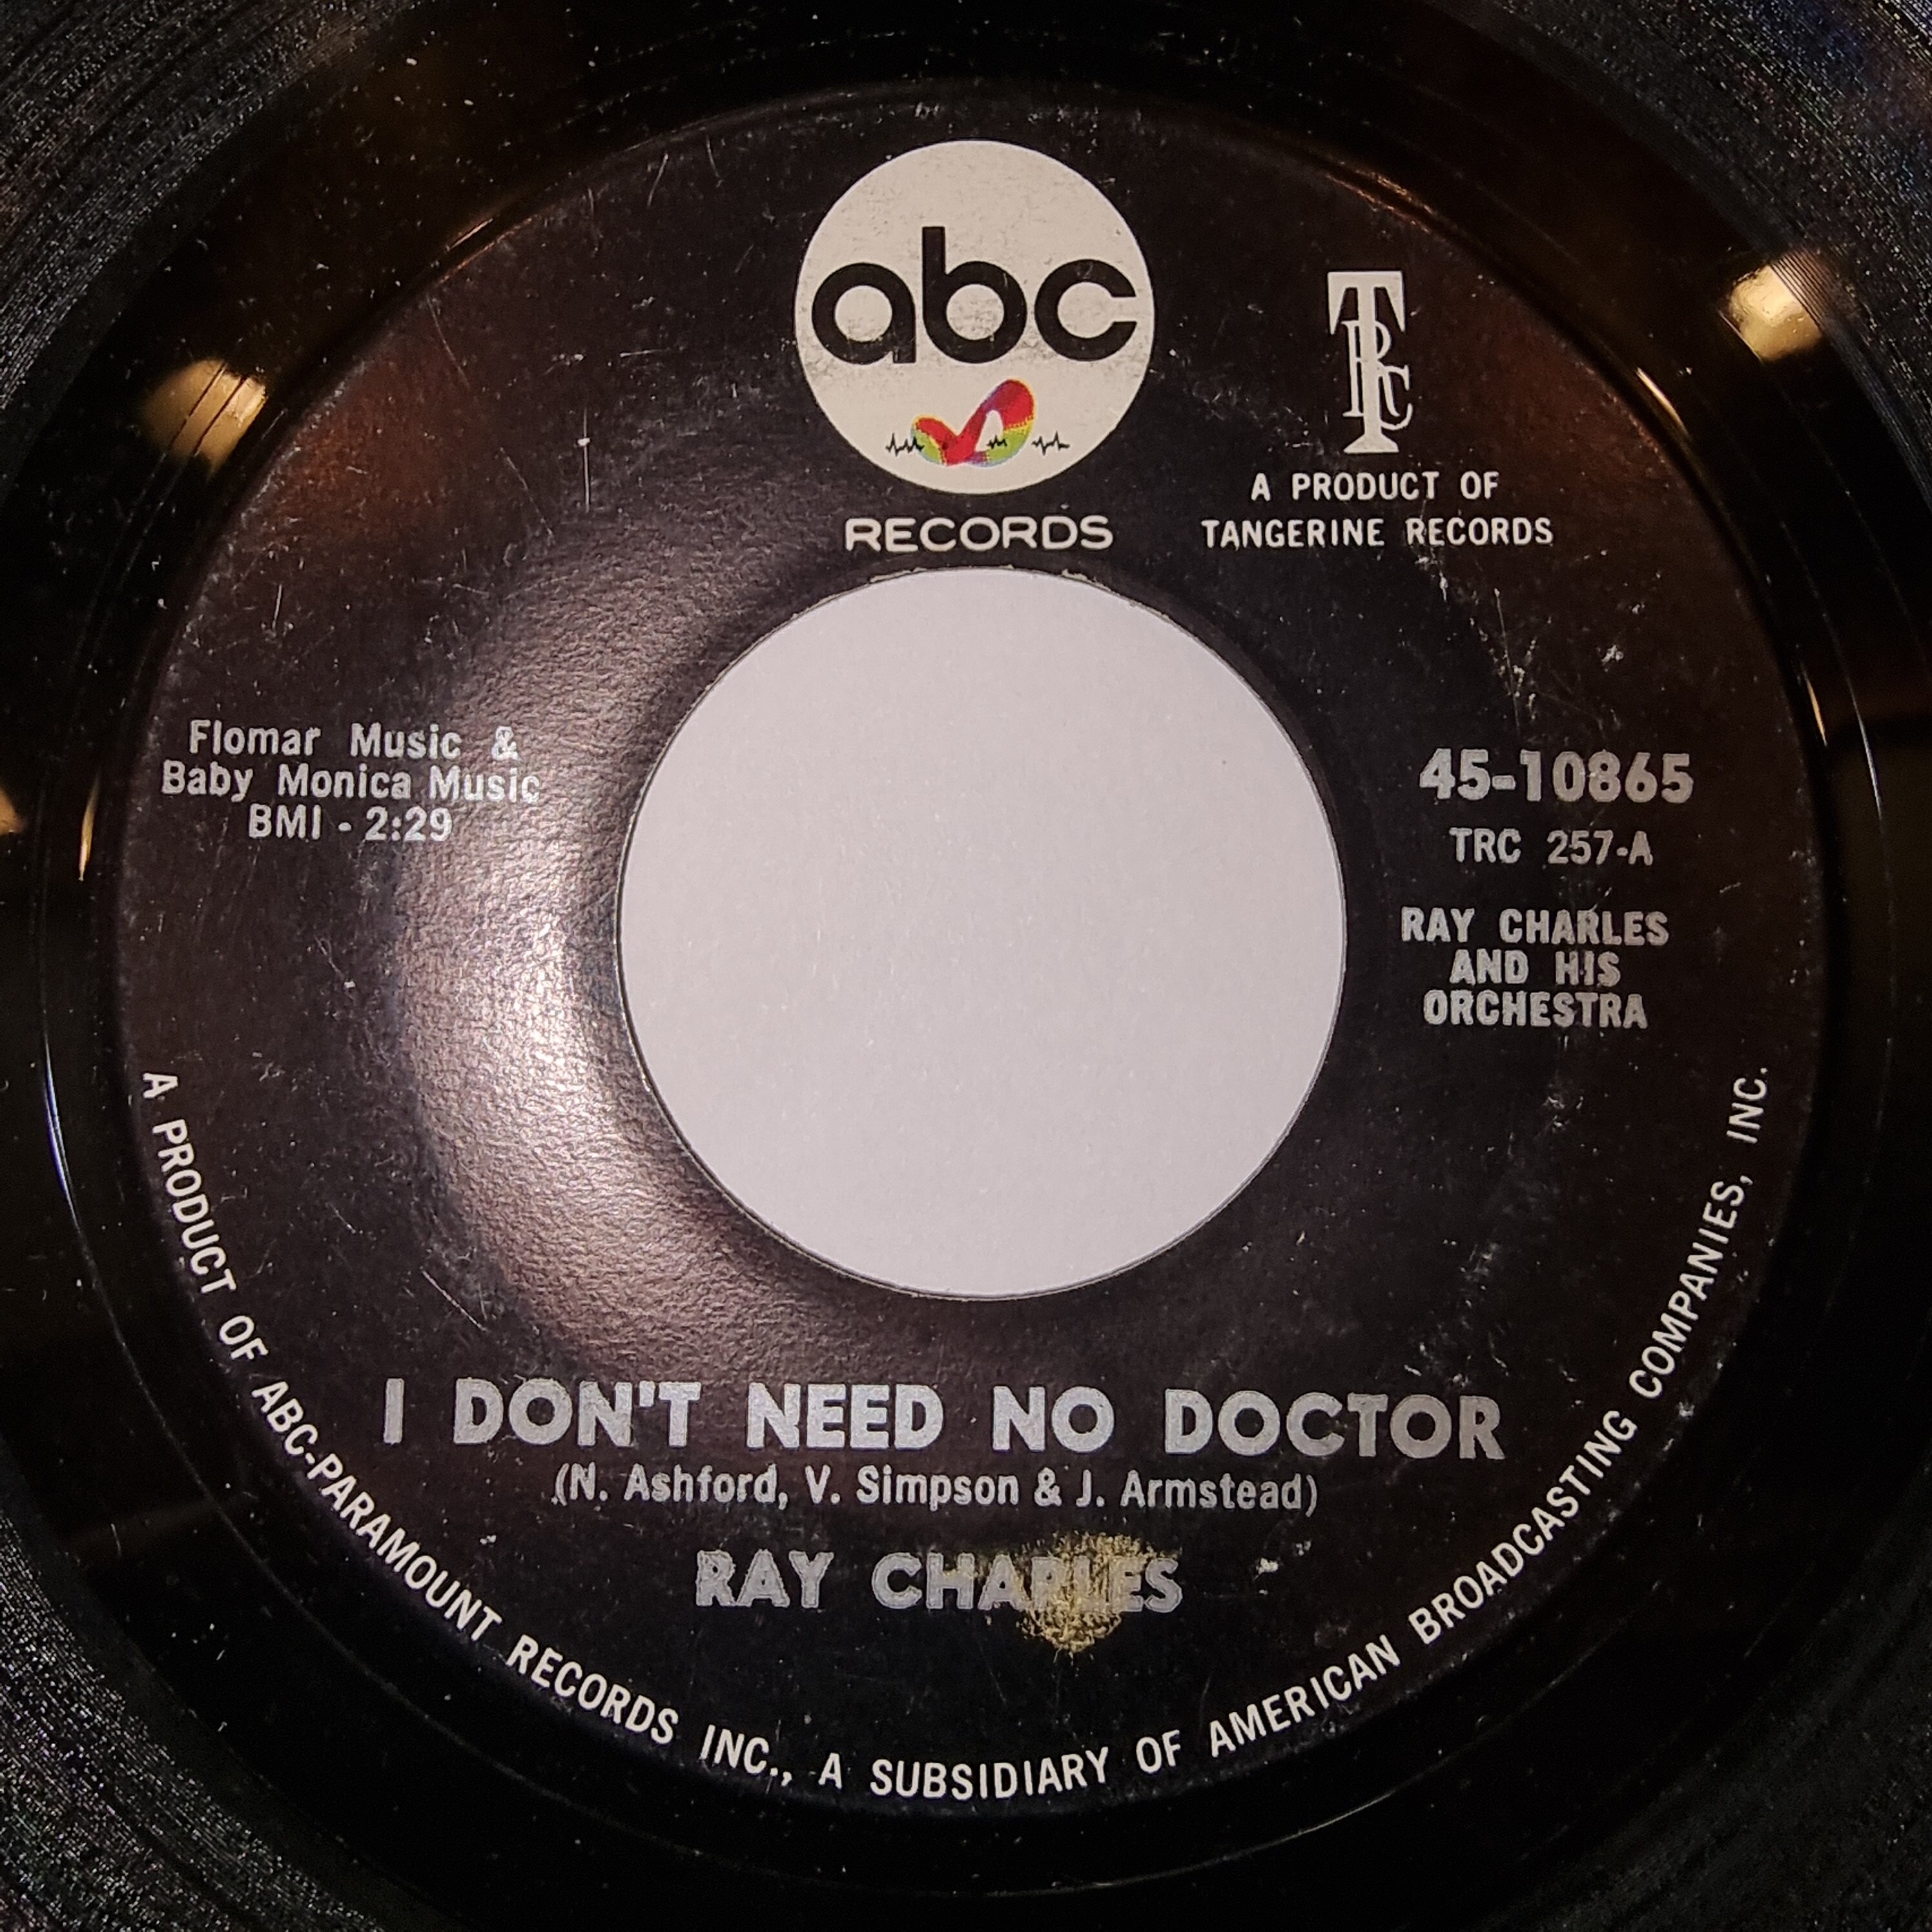 abc
RECORDS
TRC
A PRODUCT OF
TANGERINE RECORDS
Flomar Music &
Baby Monica Music
BMI - 2:29
45-10865
TRC 257-A
RAY CHARLES
AND HIS
ORCHESTRA
I DON'T NEED NO DOCTOR
(N. Ashford, V. Simpson & J. Armstead)
RAY CHARLES
A PRODUCT OF ABC-PARAMOUNT RECORDS INC., A SUBSIDIARY OF AMERICAN BROADCASTING COMPANIES, INC.